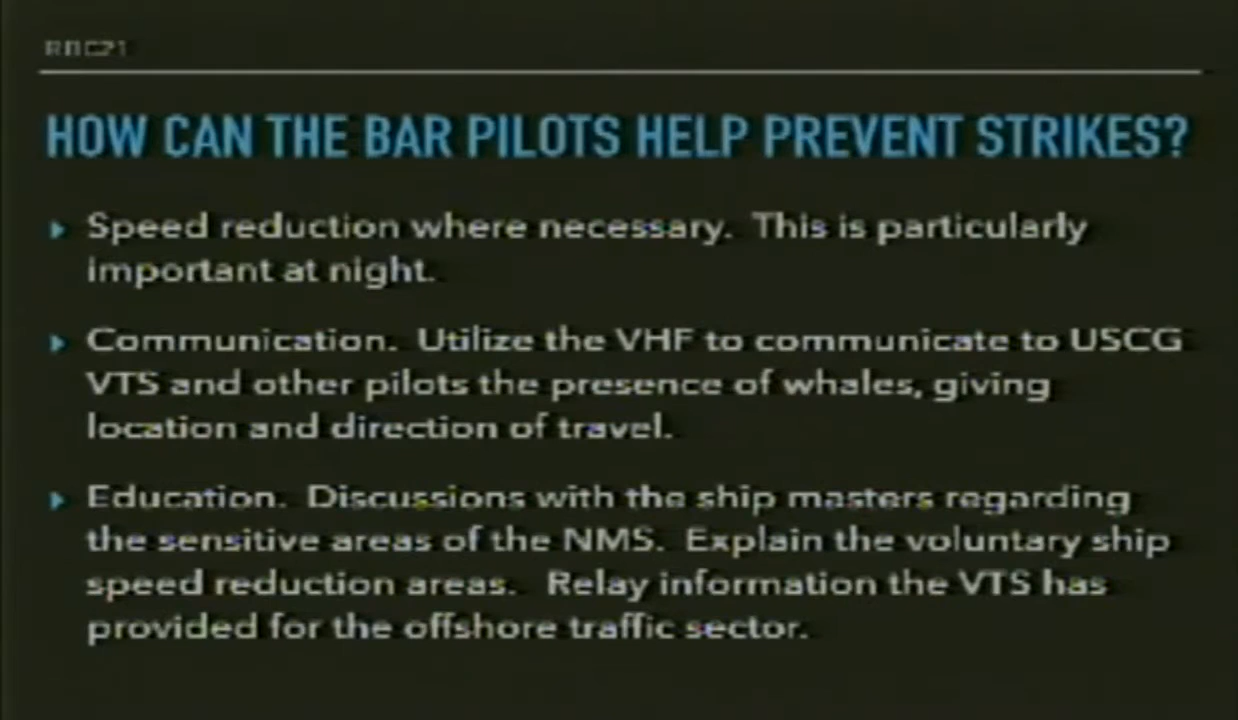 HOW CAN THE BAR PILOTS HELP PREVENT STRIKES?
Speed reduction where necessary. This is particularly
important at night.
Communication. Utilize the VHF to communicate to USCG
VTS and other pilots the presence of whales, giving
location and direction of travel.
Education. Discussions with the ship masters regarding
the sensitive areas of the NMS. Explain the voluntary ship
speed reduction areas. Relay information the VTS has
provided for the offshore traffic sector.